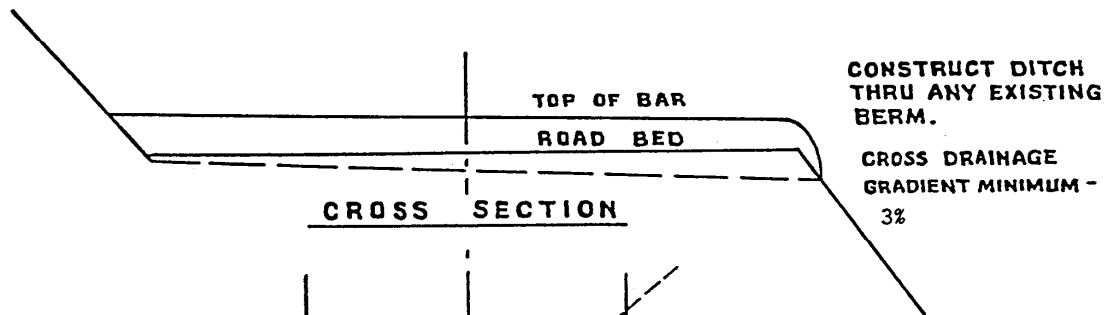 TOP OF BAR
ROAD BED
CROSS SECTION
CONSTRUCT DITCH
THRU ANY EXISTING
BERM.
CROSS DRAINAGE
GRADIENT MINIMUM -
3%